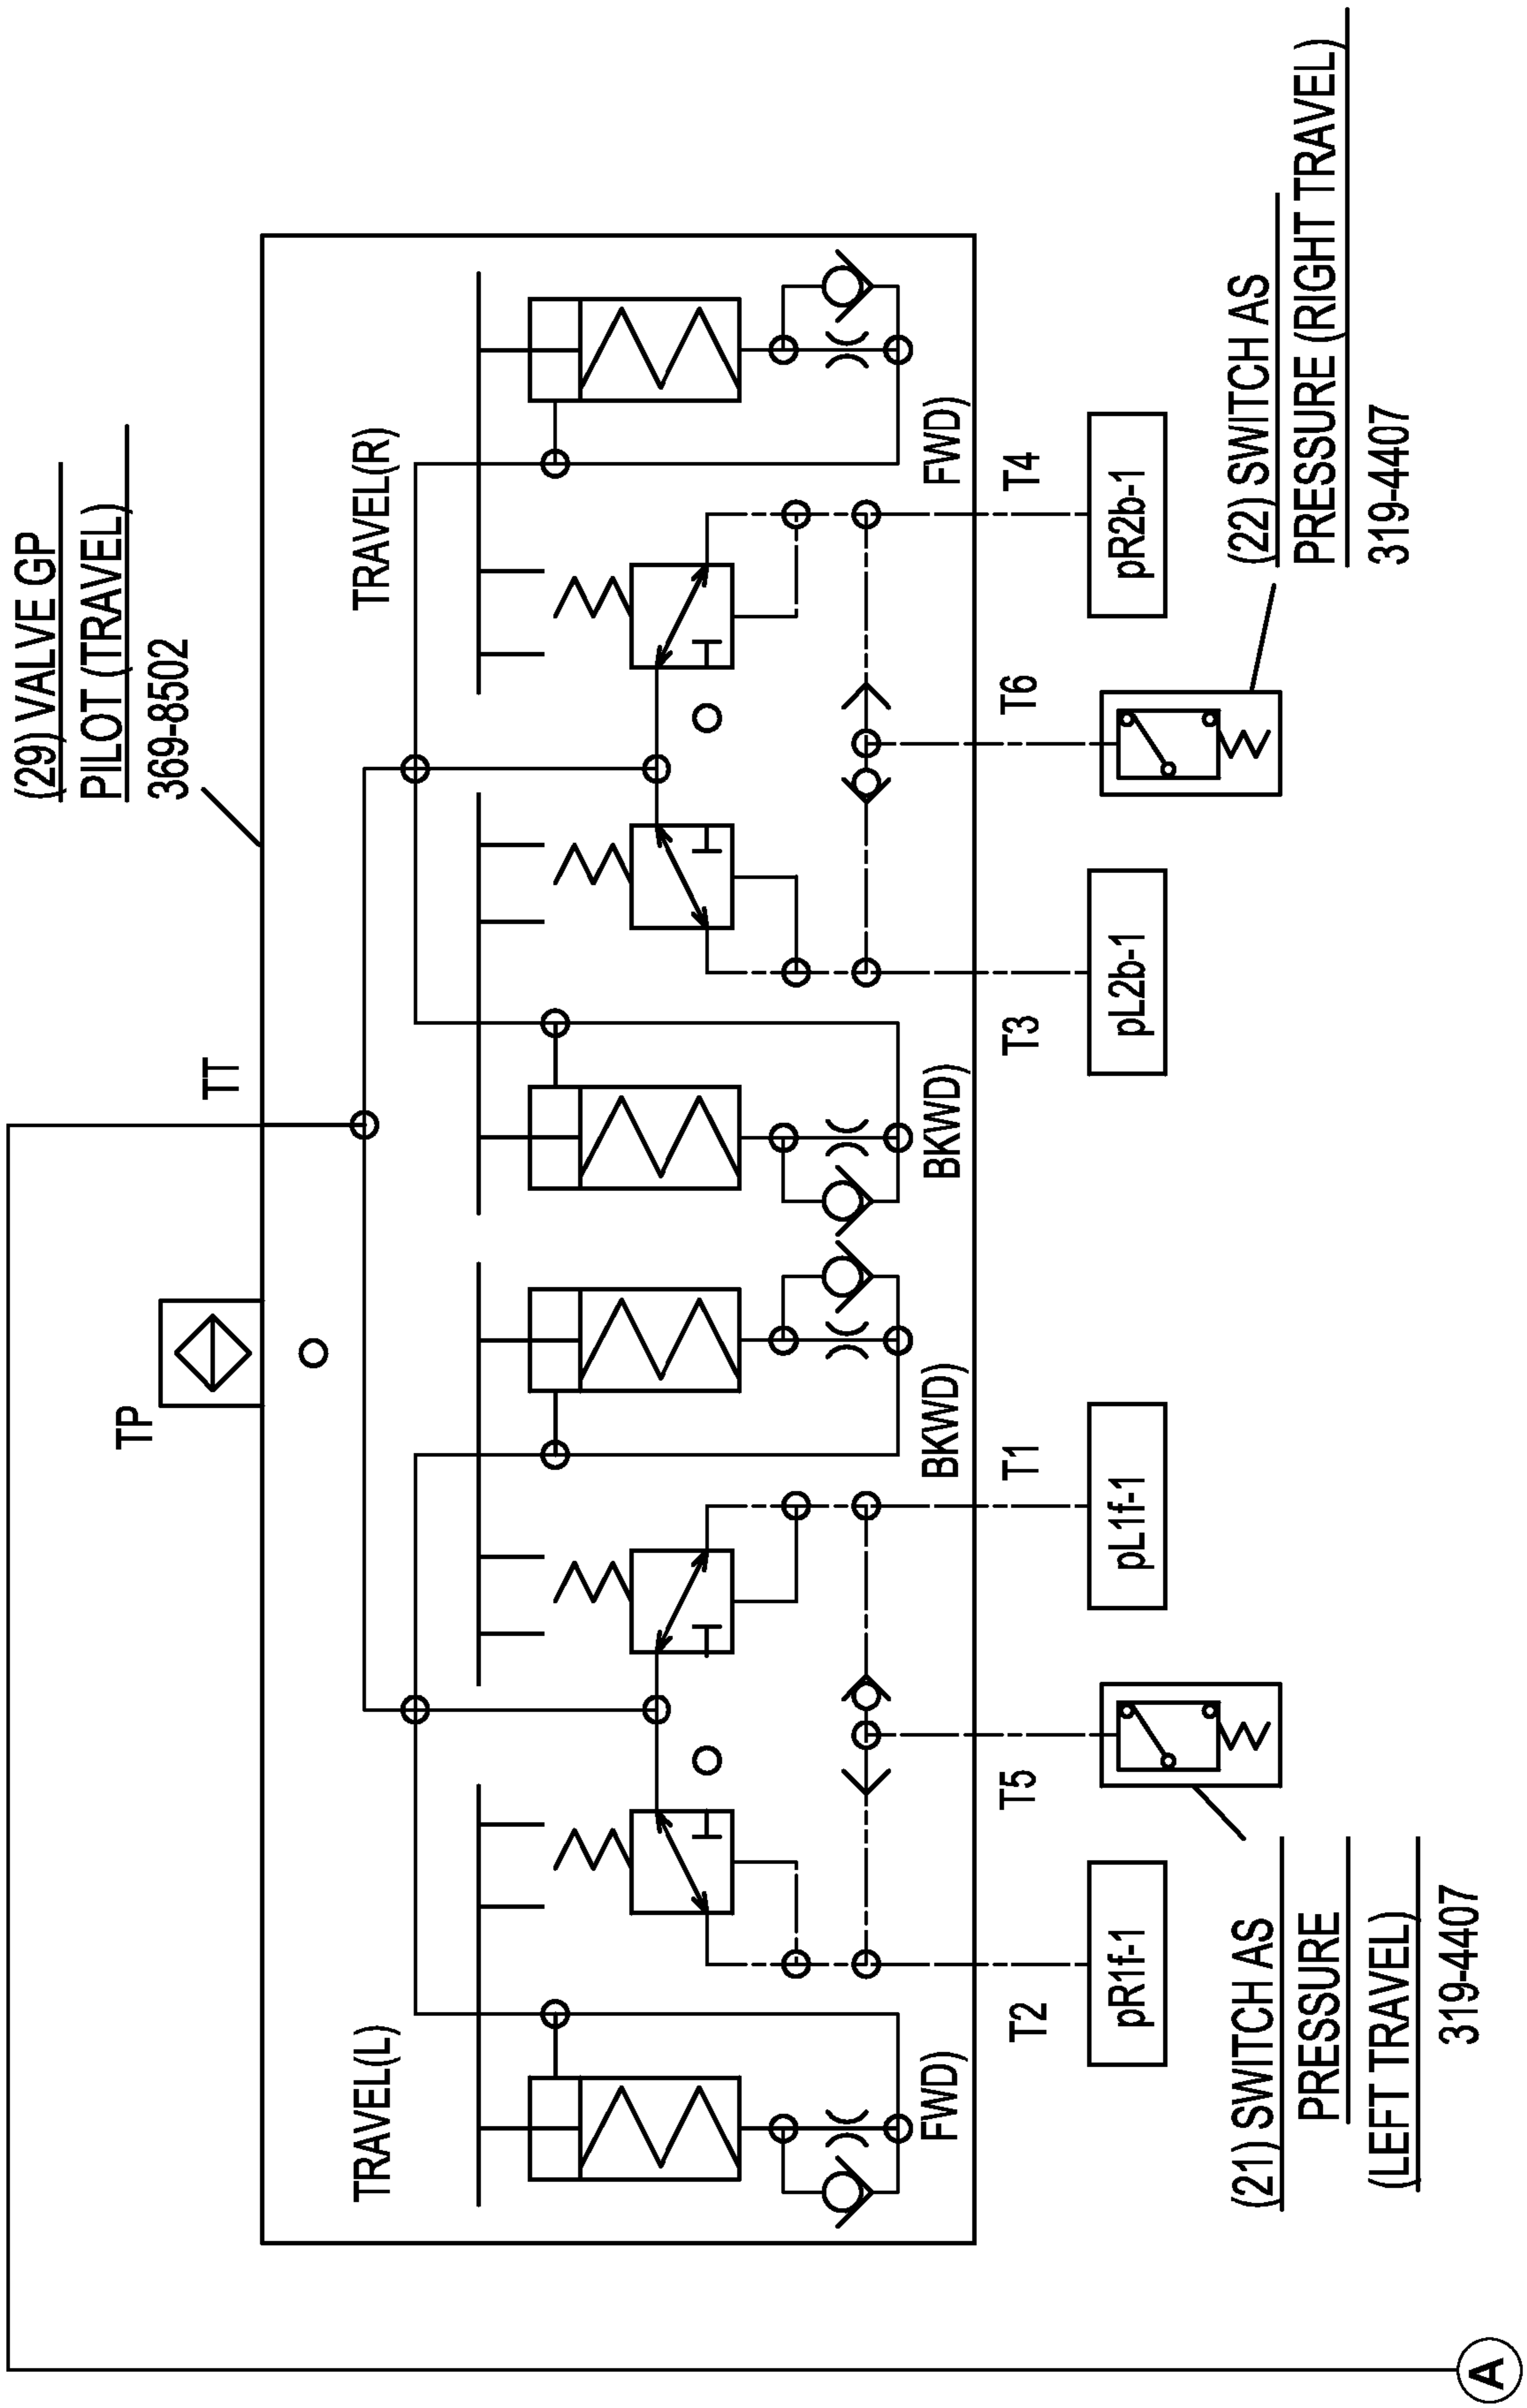 (29) VALVE GP
PILOT (TRAVEL)
369-8502
TP
TT
TRAVEL(L)
TRAVEL(R)
FWD)
BKWD)
BKWD)
FWD)
T2
T5
T1
T3
T6
T4
pR1f-1
pL1f-1
pL2b-1
pR2b-1
(21) SWITCH AS
PRESSURE
(LEFT TRAVEL)
319-4407
(22) SWITCH AS
PRESSURE (RIGHT TRAVEL)
319-4407
A